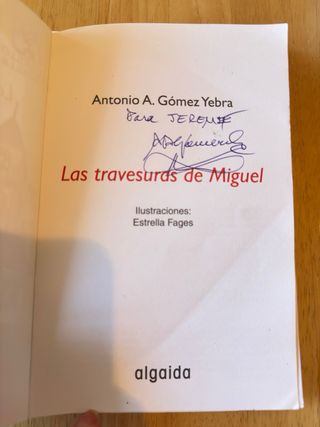 Antonio A. Gómez Yebra
Para JEREMIE
Las travesuras de Miguel
Ilustraciones:
Estrella Fages
algaida